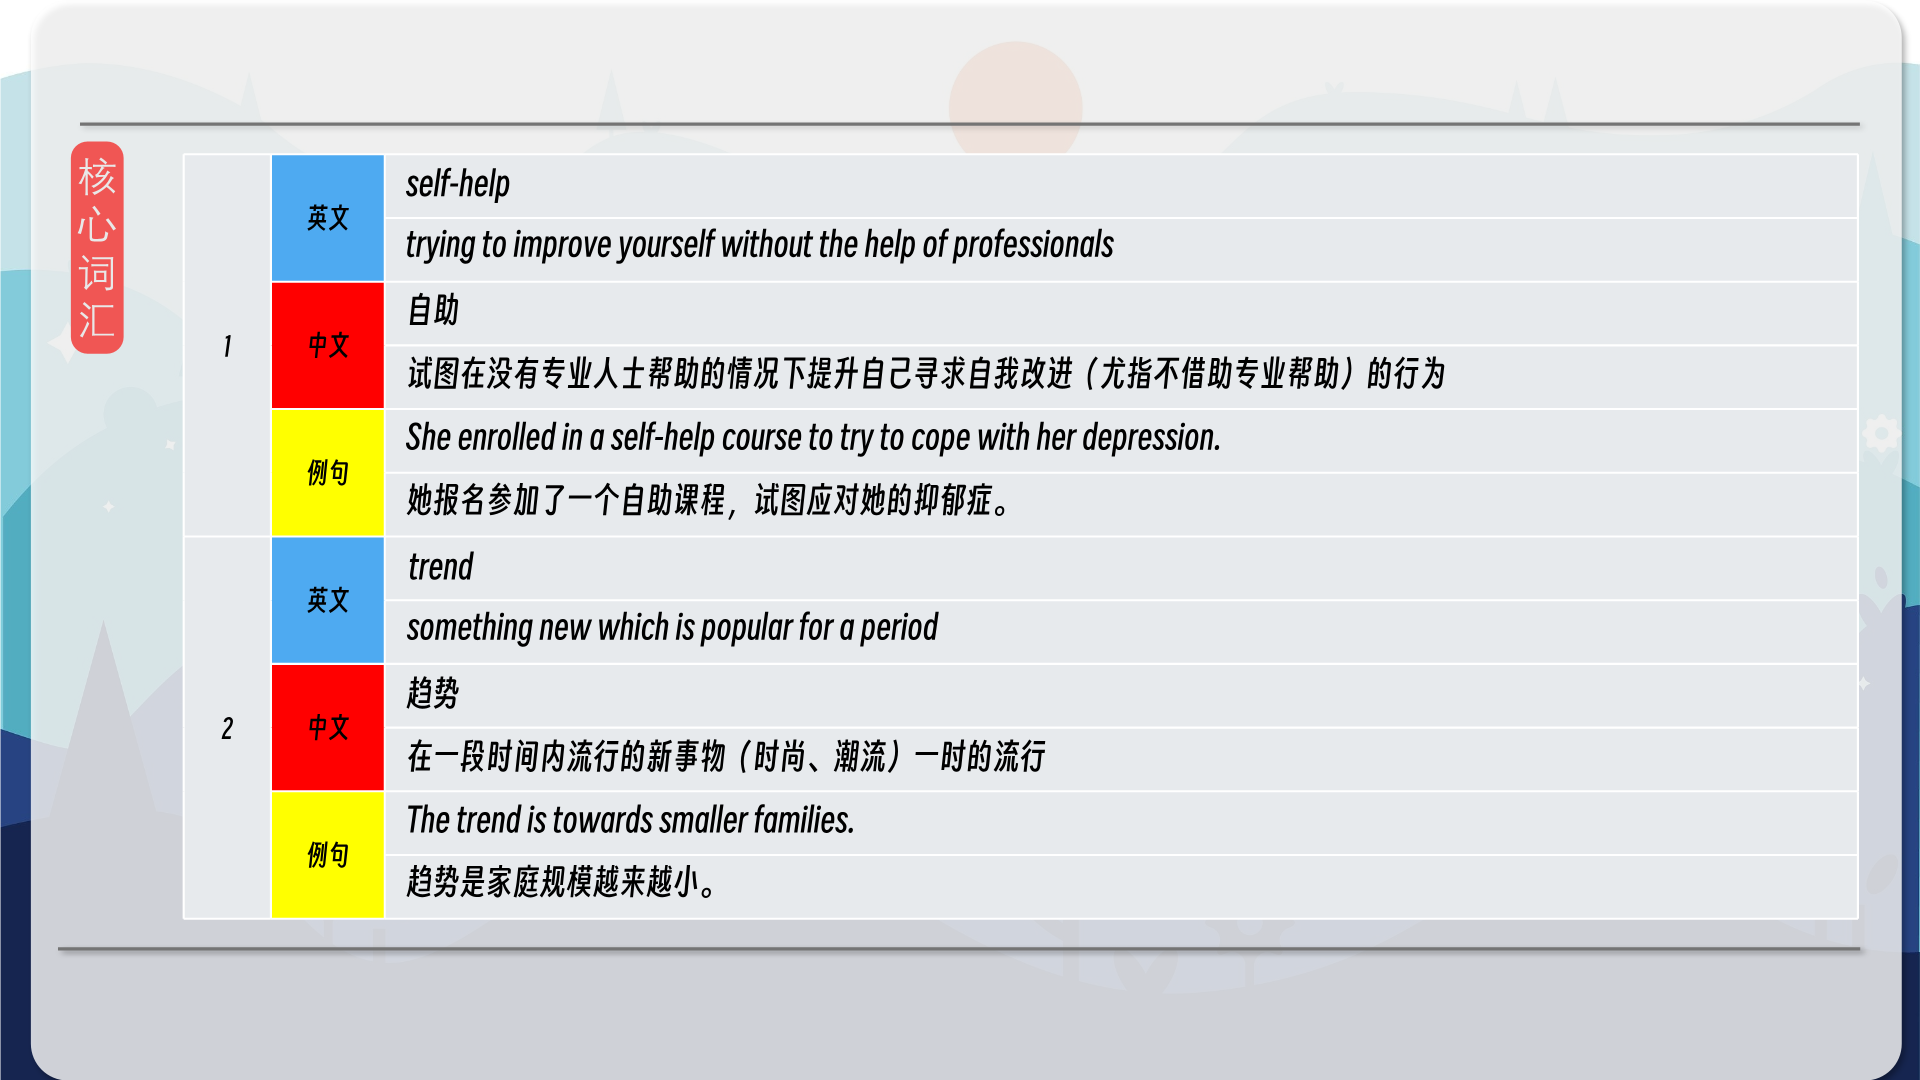 核
心
词
汇
1
英文
self-help
trying to improve yourself without the help of professionals
中文
自助
试图在没有专业人士帮助的情况下提升自己寻求自我改进（尤指不借助专业帮助）的行为
例句
She enrolled in a self-help course to try to cope with her depression.
她报名参加了一个自助课程，试图应对她的抑郁症。
2
英文
trend
something new which is popular for a period
中文
趋势
在一段时间内流行的新事物（时尚、潮流）一时的流行
例句
The trend is towards smaller families.
趋势是家庭规模越来越小。